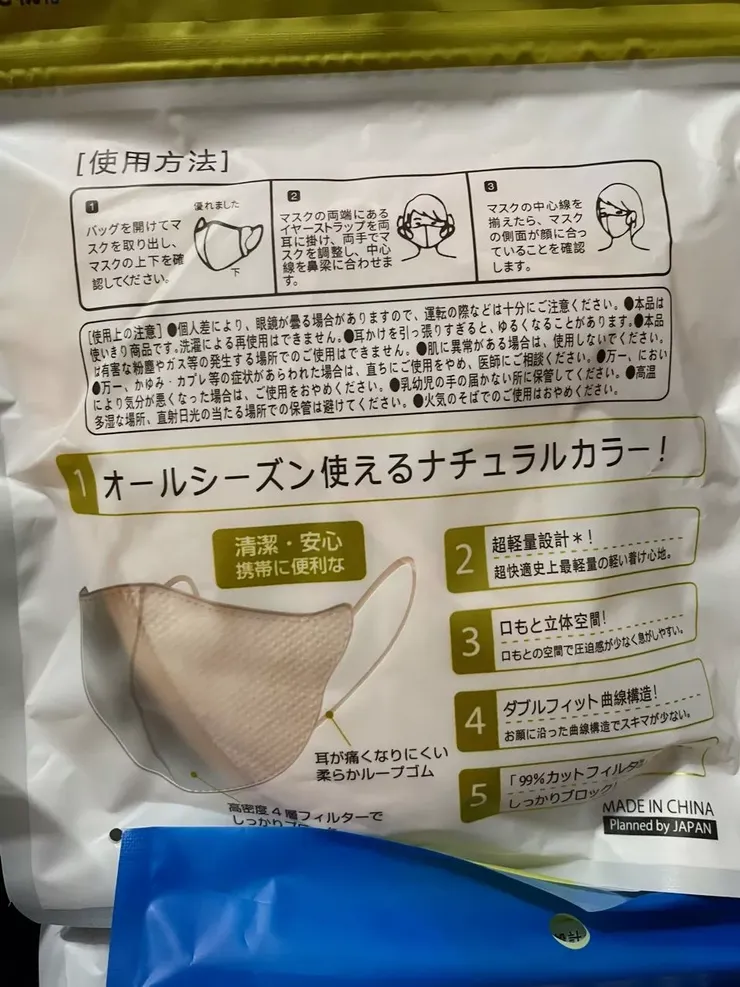 [使用方法]
1
優れました
バッグを開けてマ
スクを取り出し、
マスクの上下を確
認してください。
下
2
マスクの両端にある
イヤーストラップを両
耳に掛け、両手でマ
スクを調整し、中心
線を鼻梁に合わせま
す。
3
マスクの中心線を
揃えたら、マスク
の側面が顔に合っ
ていることを確認
します。
[使用上の注意] ●個人差により、眼鏡が曇る場合がありますので、運転の際などは十分にご注意ください。●本品は
使いきり商品です。洗濯による再使用はできません。●耳かけを引っ張りすぎると、ゆるくなることがあります。●本品
は有害な粉塵やガス等の発生する場所でのご使用はできません。●肌に異常がある場合は、使用しないでください。
●万一、かゆみ・カブレ等の症状があらわれた場合は、直ちにご使用をやめ、医師にご相談ください。●万一、におい
により気分が悪くなった場合は、ご使用をおやめください。●乳幼児の手の届かない所に保管してください。●高温
多湿な場所、直射日光の当たる場所での保管は避けてください。●火気のそばでのご使用はおやめください。
1 オールシーズン使えるナチュラルカラー!
清潔・安心
携帯に便利な
2 超軽量設計*!
超快適史上最軽量の軽い着け心地。
3 口もと立体空間!
口もとの空間で圧迫感が少なく息がしやすい。
4 ダブルフィット曲線構造!
お顔に沿った曲線構造でスキマが少ない。
5 「99%カットフィルタ
しっかりブロック!
耳が痛くなりにくい
柔らかループゴム
高密度4層フィルターで
しっかりブロック
MADE IN CHINA
Planned by JAPAN